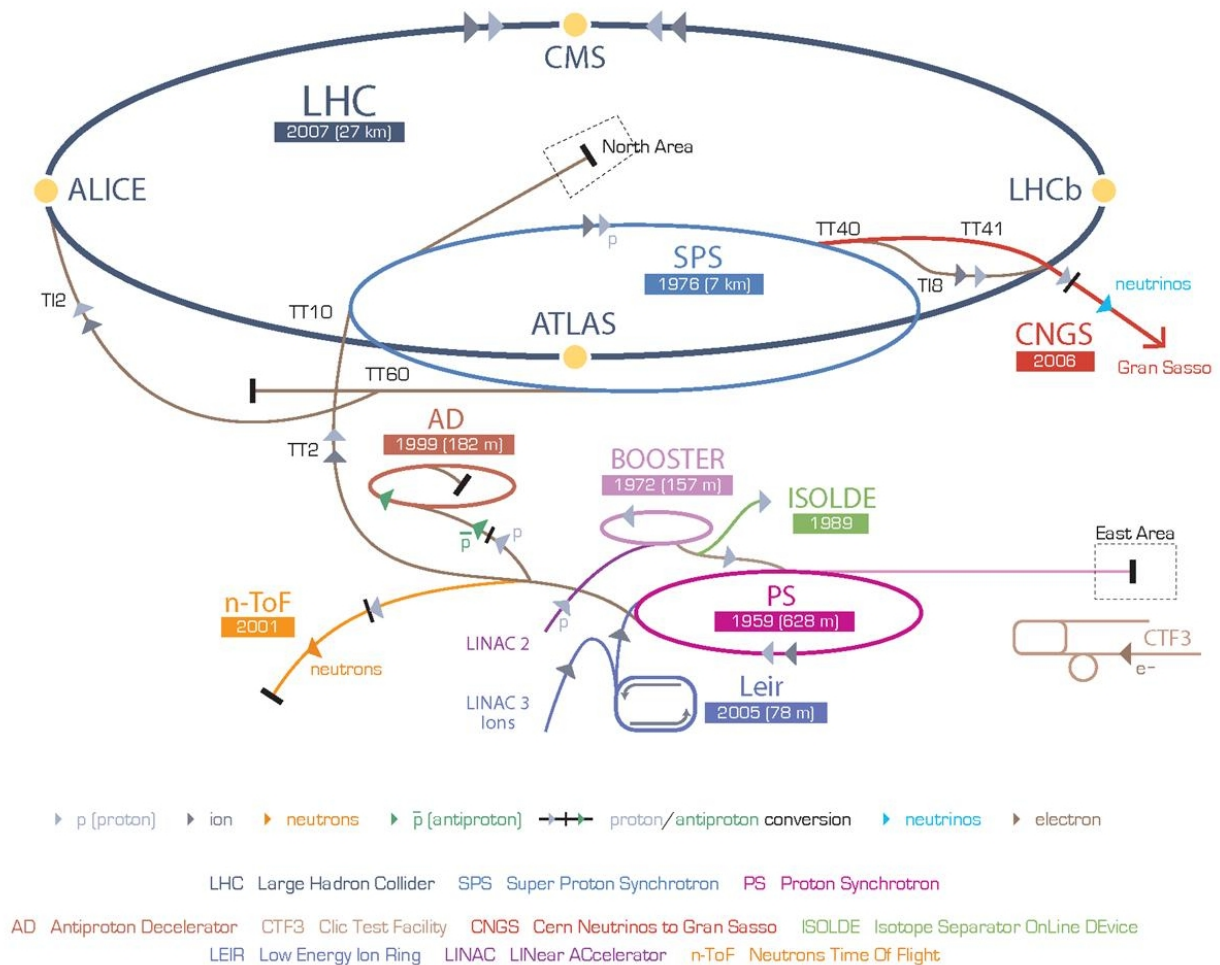 CMS
LHC
2007 (27 km)
North Area
ALICE
LHCb
TT40
TT41
p
SPS
1976 (7 km)
TI2
TI8
neutrinos
TT10
ATLAS
CNGS
2006
Gran Sasso
TT60
AD
1999 (182 m)
TT2
BOOSTER
1972 (157 m)
ISOLDE
1989
p̅
p
East Area
n-ToF
2001
PS
1959 (628 m)
p
LINAC 2
neutrons
CTF3
e-
LINAC 3
Ions
Leir
2005 (78 m)
p (proton) ion neutrons p̅ (antiproton) proton/antiproton conversion neutrinos electron
LHC Large Hadron Collider SPS Super Proton Synchrotron PS Proton Synchrotron
AD Antiproton Decelerator CTF3 Clic Test Facility CNGS Cern Neutrinos to Gran Sasso ISOLDE Isotope Separator OnLine DEvice
LEIR Low Energy Ion Ring LINAC LINear ACcelerator n-ToF Neutrons Time Of Flight